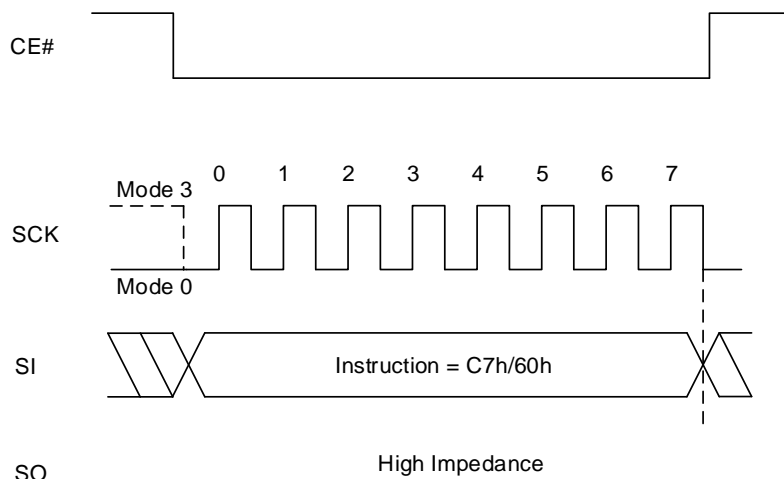 CE#
0 1 2 3 4 5 6 7
Mode 3
SCK
Mode 0
SI
Instruction = C7h/60h
High Impedance
SO